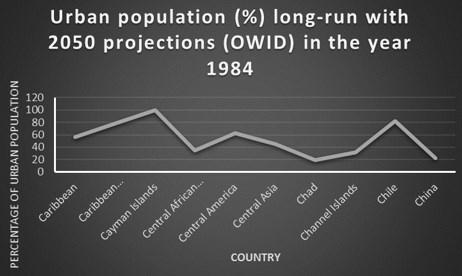 Urban population (%) long-run with
2050 projections (OWID) in the year
1984
PERCENTAGE OF URBAN POPULATION
120
100
80
60
40
20
0
Caribbean
Caribbean...
Cayman Islands
Central African...
Central America
Central Asia
Chad
Channel Islands
Chile
China
COUNTRY